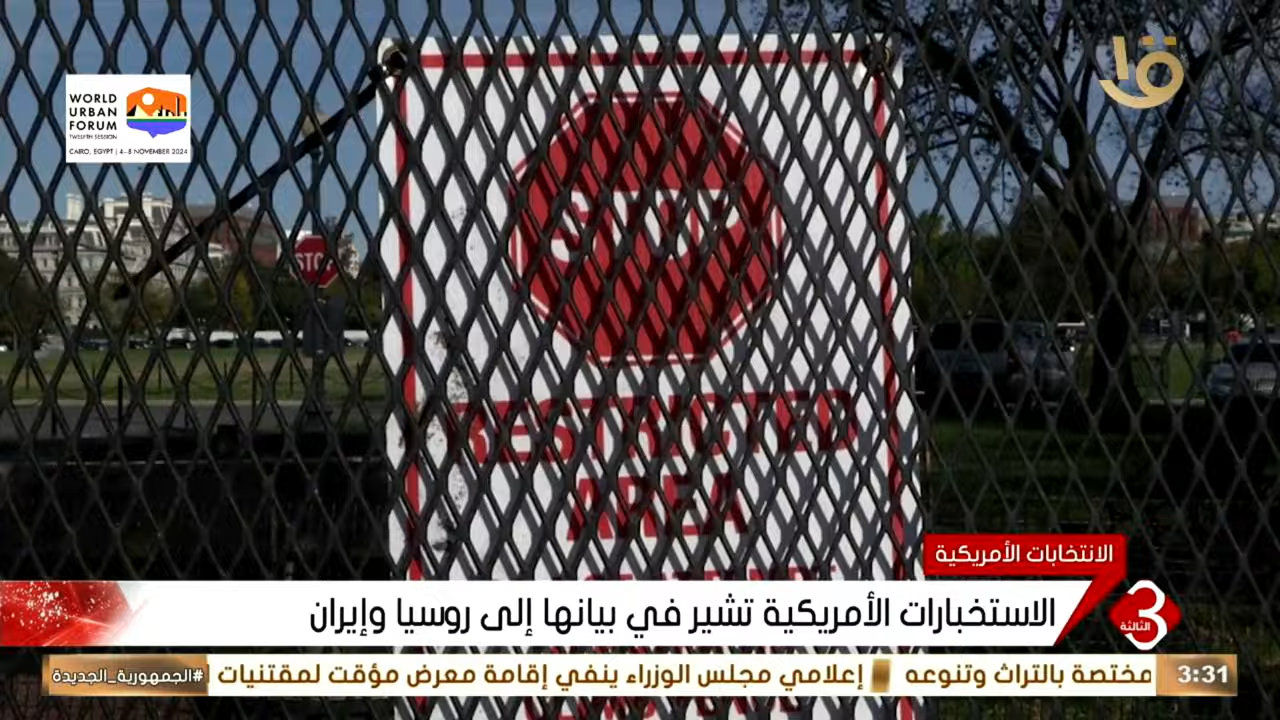 WORLD
URBAN
FORUM
TWELFTH SESSION
CAIRO, EGYPT | 4-8 NOVEMBER 2024
STOP
STOP
RESTRICTED
AREA
الانتخابات الأمريكية
الاستخبارات الأمريكية تشير في بيانها إلى روسيا وإيران
3
الثالثة
3:31
مختصة بالتراث وتنوعه
إعلامي مجلس الوزراء ينفي إقامة معرض مؤقت لمقتنيات
#الجمهورية_الجديدة